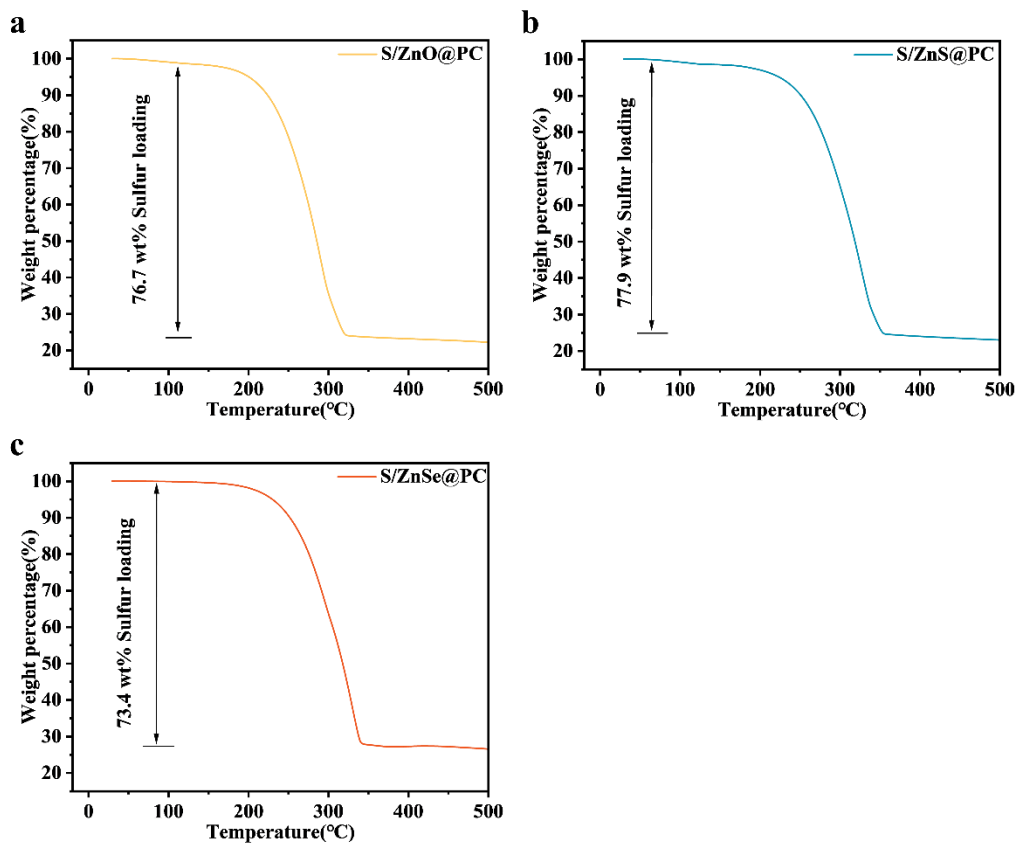 a
S/ZnO@PC
100
90
80
70
60
50
40
30
20
Weight percentage(%)
76.7 wt% Sulfur loading
0 100 200 300 400 500
Temperature(℃)
b
S/ZnS@PC
100
90
80
70
60
50
40
30
20
Weight percentage(%)
77.9 wt% Sulfur loading
0 100 200 300 400 500
Temperature(℃)
c
S/ZnSe@PC
100
90
80
70
60
50
40
30
20
Weight percentage(%)
73.4 wt% Sulfur loading
0 100 200 300 400 500
Temperature(℃)